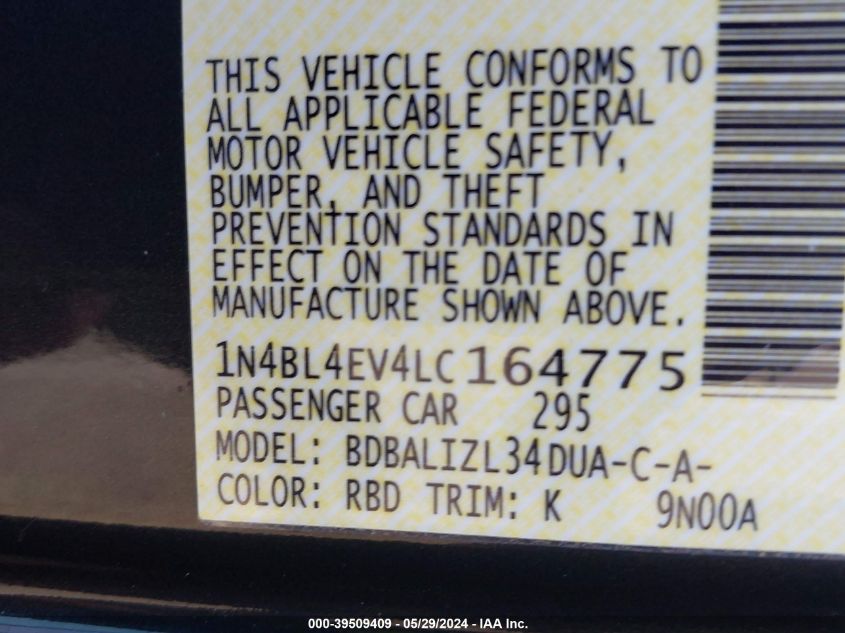 THIS VEHICLE CONFORMS TO
ALL APPLICABLE FEDERAL
MOTOR VEHICLE SAFETY,
BUMPER, AND THEFT
PREVENTION STANDARDS IN
EFFECT ON THE DATE OF
MANUFACTURE SHOWN ABOVE.
1N4BL4EV4LC164775
PASSENGER CAR 295
MODEL: BDBALIZL34DUA-C-A-
COLOR: RBD TRIM: K 9N00A
000-39509409 - 05/29/2024 - IAA Inc.